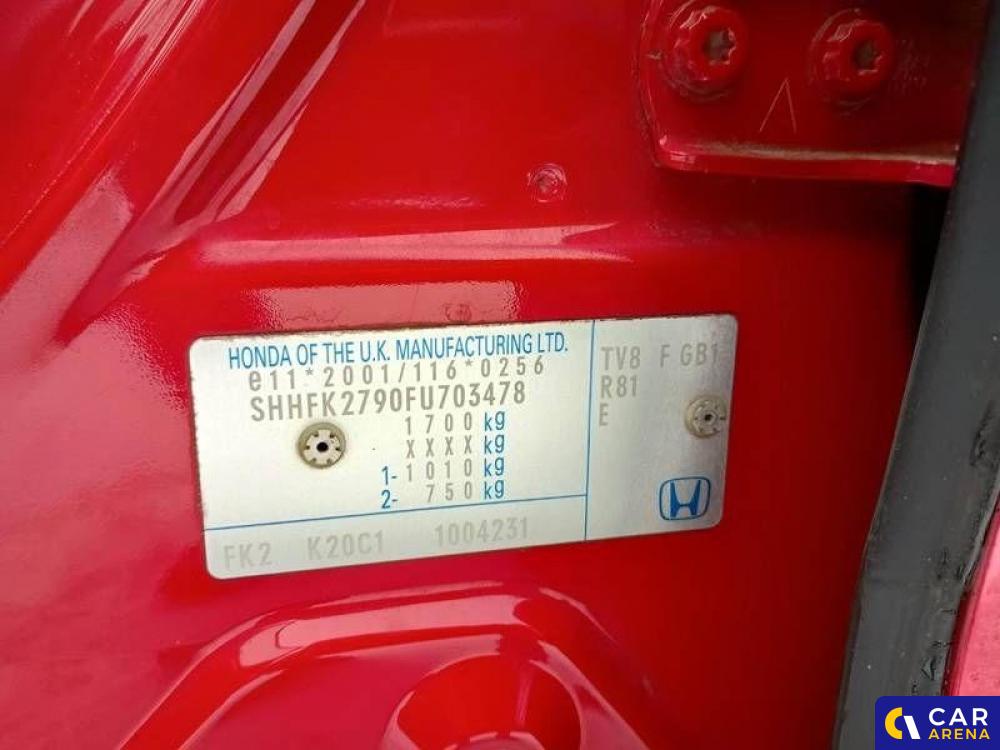 HONDA OF THE U.K. MANUFACTURING LTD.
e11*2001/116*0256
SHHFK2790FU703478
1700 kg
XXXX kg
1- 1010 kg
2- 750 kg
FK2 K20C1 1004231
TV8 F GB1
R81
E
CAR
ARENA